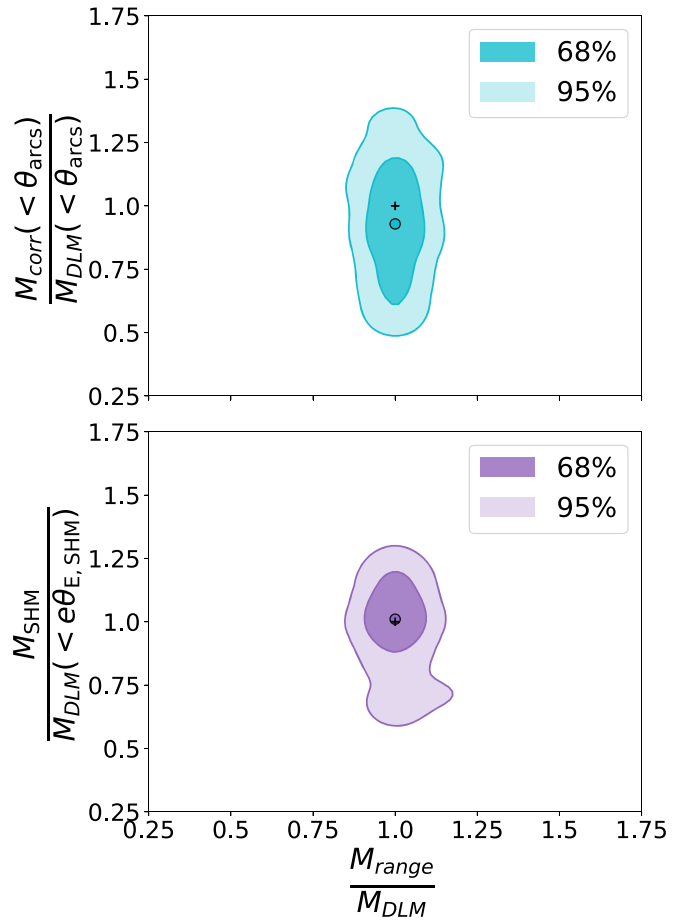 1.75
68%
95%
1.5
1.25
1.0
0.75
0.5
0.25
M_corr(< θ_arcs)
M_DLM(< θ_arcs)
1.75
68%
95%
1.5
1.25
1.0
0.75
0.5
0.25
M_SHM
M_DLM(< eθ_E, SHM)
0.25 0.5 0.75 1.0 1.25 1.5 1.75
M_range
M_DLM